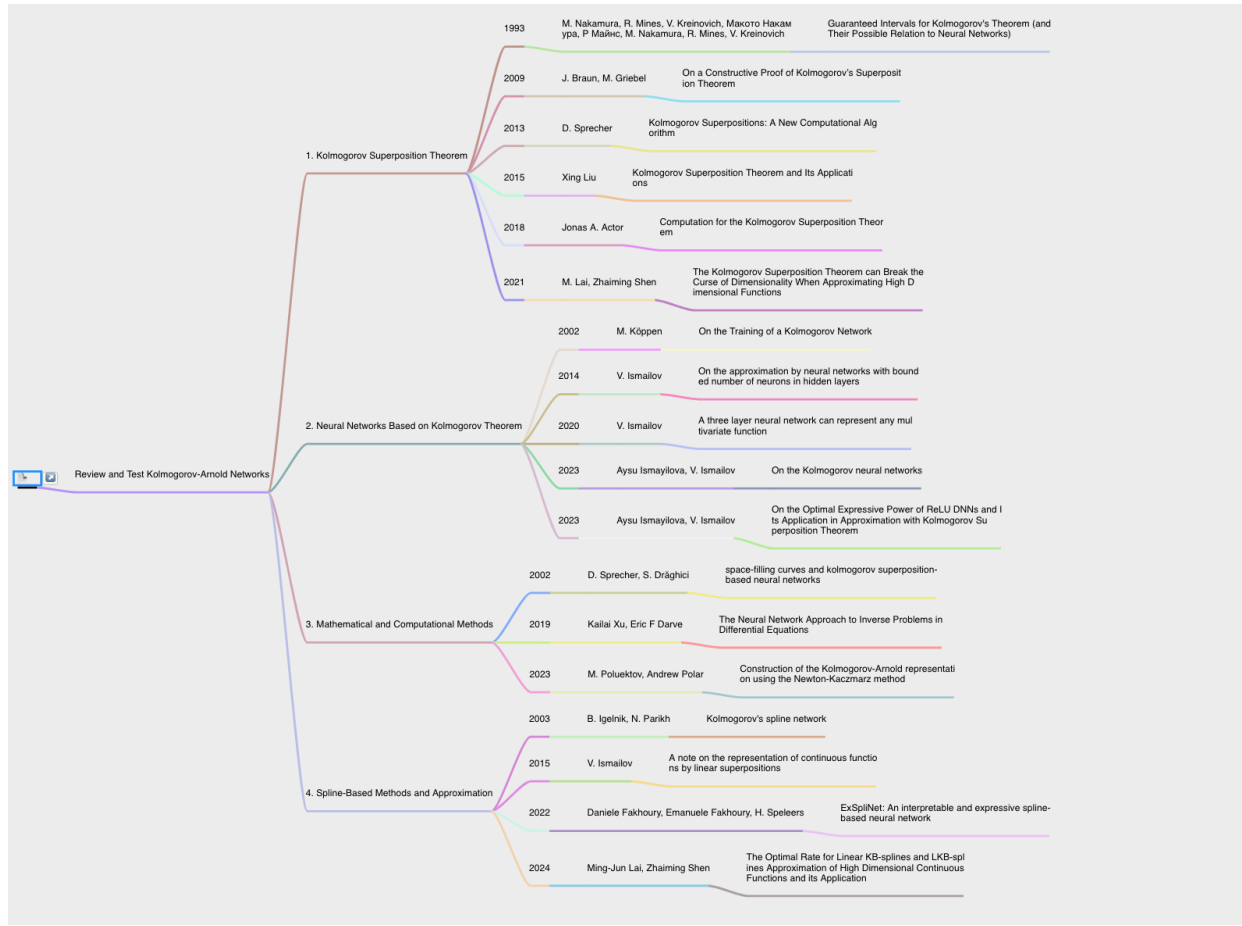 Review and Test Kolmogorov-Arnold Networks
1. Kolmogorov Superposition Theorem
1993
M. Nakamura, R. Mines, V. Kreinovich, Макото Накам
ура, Р Майнс, M. Nakamura, R. Mines, V. Kreinovich
Guaranteed Intervals for Kolmogorov's Theorem (and
Their Possible Relation to Neural Networks)
2009
J. Braun, M. Griebel
On a Constructive Proof of Kolmogorov's Superposit
ion Theorem
2013
D. Sprecher
Kolmogorov Superpositions: A New Computational Alg
orithm
2015
Xing Liu
Kolmogorov Superposition Theorem and Its Applicati
ons
2018
Jonas A. Actor
Computation for the Kolmogorov Superposition Theor
em
2021
M. Lai, Zhaiming Shen
The Kolmogorov Superposition Theorem can Break the
Curse of Dimensionality When Approximating High D
imensional Functions
2. Neural Networks Based on Kolmogorov Theorem
2002
M. Köppen
On the Training of a Kolmogorov Network
2014
V. Ismailov
On the approximation by neural networks with bound
ed number of neurons in hidden layers
2020
V. Ismailov
A three layer neural network can represent any mul
tivariate function
2023
Aysu Ismayilova, V. Ismailov
On the Kolmogorov neural networks
2023
Aysu Ismayilova, V. Ismailov
On the Optimal Expressive Power of ReLU DNNs and I
ts Application in Approximation with Kolmogorov Su
perposition Theorem
3. Mathematical and Computational Methods
2002
D. Sprecher, S. Drăghici
space-filling curves and kolmogorov superposition-
based neural networks
2019
Kailai Xu, Eric F Darve
The Neural Network Approach to Inverse Problems in
Differential Equations
2023
M. Poluektov, Andrew Polar
Construction of the Kolmogorov-Arnold representati
on using the Newton-Kaczmarz method
4. Spline-Based Methods and Approximation
2003
B. Igelnik, N. Parikh
Kolmogorov's spline network
2015
V. Ismailov
A note on the representation of continuous functio
ns by linear superpositions
2022
Daniele Fakhoury, Emanuele Fakhoury, H. Speleers
ExSpliNet: An interpretable and expressive spline-
based neural network
2024
Ming-Jun Lai, Zhaiming Shen
The Optimal Rate for Linear KB-splines and LKB-spl
ines Approximation of High Dimensional Continuous
Functions and its Application